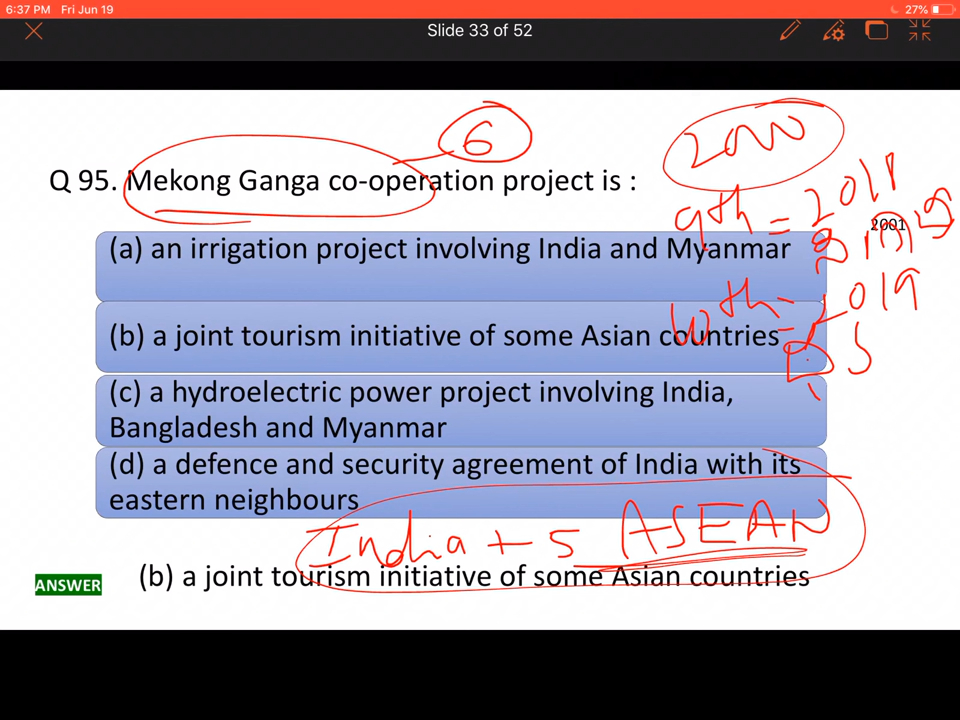 6:37 PM Fri Jun 19 27%
Slide 33 of 52
6
2000
Q 95. Mekong Ganga co-operation project is :
9th = 2018
2001
(a) an irrigation project involving India and Myanmar
10th = 2019
(b) a joint tourism initiative of some Asian countries
(c) a hydroelectric power project involving India,
Bangladesh and Myanmar
(d) a defence and security agreement of India with its
eastern neighbours
India + 5 ASEAN
ANSWER (b) a joint tourism initiative of some Asian countries